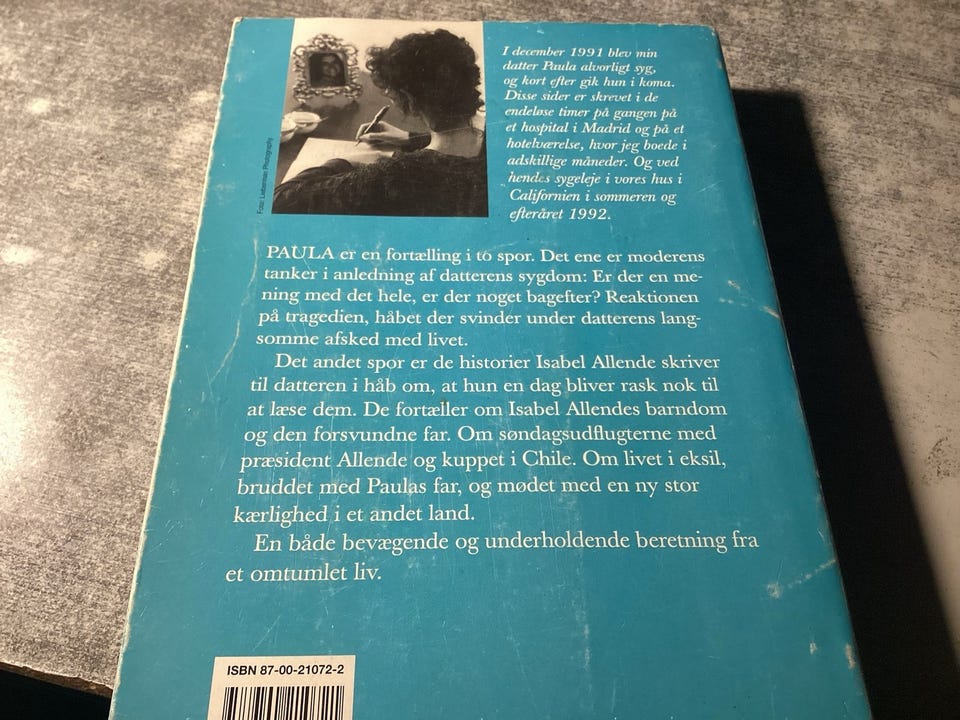 I december 1991 blev min
datter Paula alvorligt syg,
og kort efter gik hun i koma.
Disse sider er skrevet i de
endeløse timer på gangen på
et hospital i Madrid og på et
hotelværelse, hvor jeg boede i
adskillige måneder. Og ved
hendes sygeleje i vores hus i
Californien i sommeren og
efteråret 1992.
Foto: Lieberman Photography
PAULA er en fortælling i to spor. Det ene er moderens
tanker i anledning af datterens sygdom: Er der en me-
ning med det hele, er der noget bagefter? Reaktionen
på tragedien, håbet der svinder under datterens lang-
somme afsked med livet.
Det andet spor er de historier Isabel Allende skriver
til datteren i håb om, at hun en dag bliver rask nok til
at læse dem. De fortæller om Isabel Allendes barndom
og den forsvundne far. Om søndagsudflugterne med
præsident Allende og kuppet i Chile. Om livet i eksil,
bruddet med Paulas far, og mødet med en ny stor
kærlighed i et andet land.
En både bevægende og underholdende beretning fra
et omtumlet liv.
ISBN 87-00-21072-2